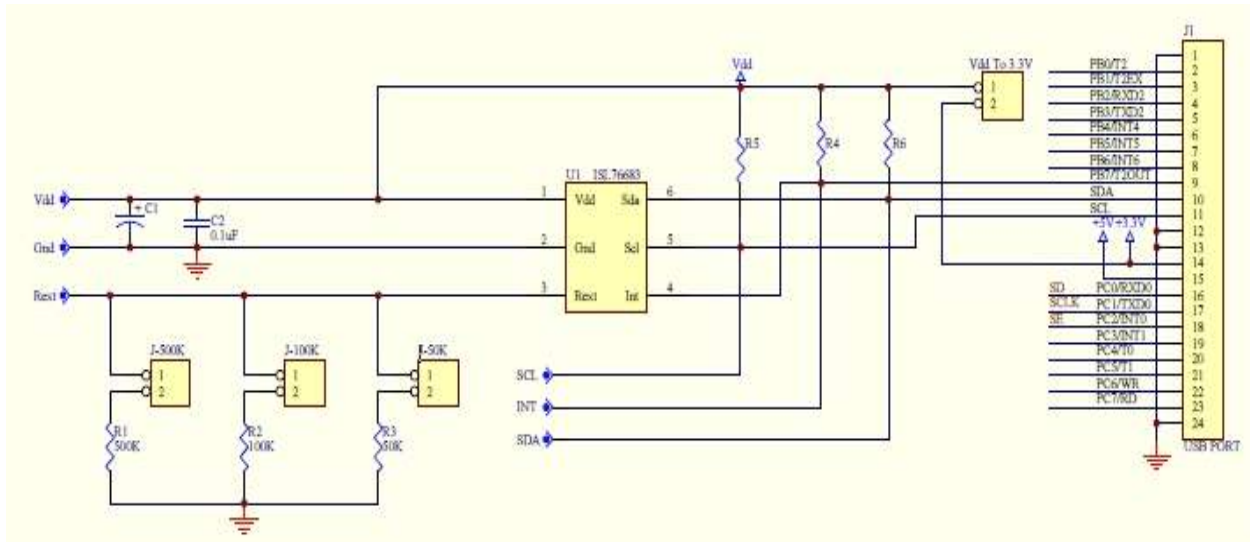 J1
Vdd
Vdd To 3.3V
1
2
R5
R4
R6
PB0/T2
PB1/T2EX
PB2/RXD2
PB3/TXD2
PB4/INT4
PB5/INT5
PB6/INT6
PB7/T2OUT
SDA
SCL
+5V +3.3V
SD PC0/RXD0
SCLK PC1/TXD0
SE PC2/INT0
PC3/INT1
PC4/T0
PC5/T1
PC6/WR
PC7/RD
1
2
3
4
5
6
7
8
9
10
11
12
13
14
15
16
17
18
19
20
21
22
23
24
USB PORT
U1 ISL76683
1 Vdd Sda 6
2 Gnd Scl 5
3 Rext Int 4
Vdd
+ C1
C2
0.1uF
Gnd
Rext
J-500K
1
2
J-100K
1
2
J-50K
1
2
R1
500K
R2
100K
R3
50K
SCL
INT
SDA